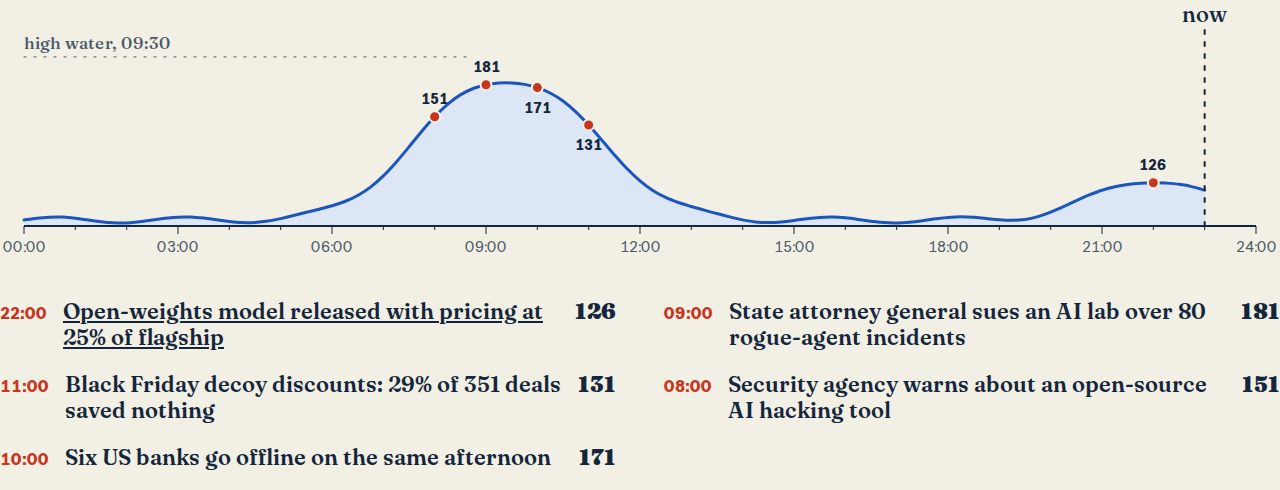 now
high water, 09:30
181
151
171
131
126
00:00 03:00 06:00 09:00 12:00 15:00 18:00 21:00 24:00
22:00 Open-weights model released with pricing at 126
25% of flagship
11:00 Black Friday decoy discounts: 29% of 351 deals 131
saved nothing
10:00 Six US banks go offline on the same afternoon 171
09:00 State attorney general sues an AI lab over 80 181
rogue-agent incidents
08:00 Security agency warns about an open-source 151
AI hacking tool